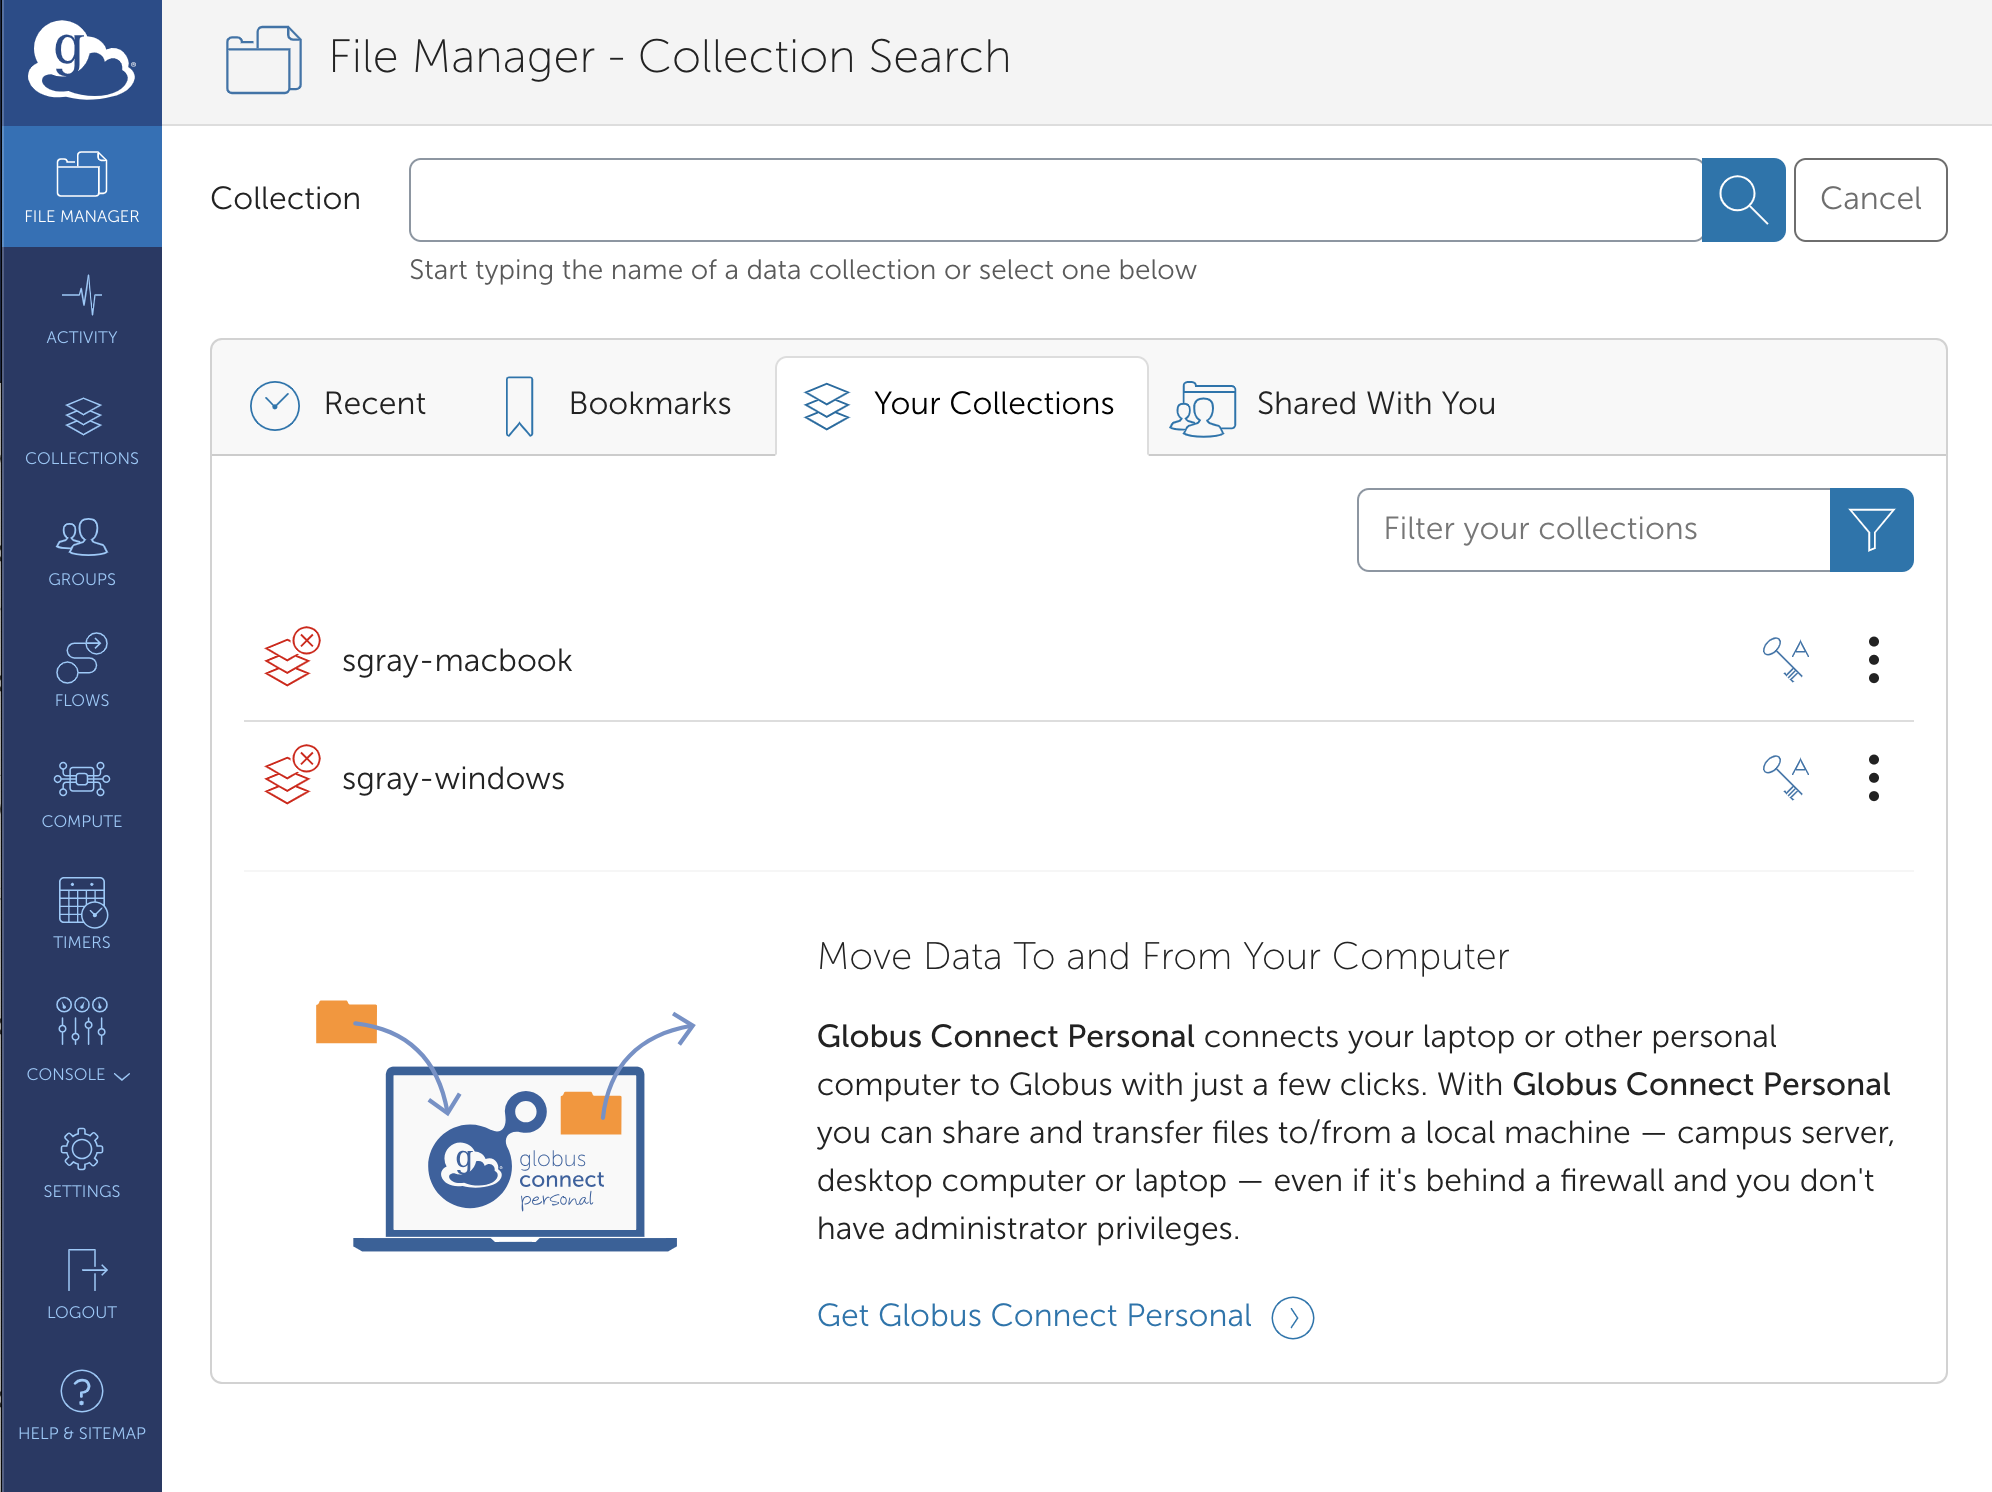 g
File Manager - Collection Search
FILE MANAGER
ACTIVITY
COLLECTIONS
GROUPS
FLOWS
COMPUTE
TIMERS
CONSOLE
SETTINGS
LOGOUT
?
HELP & SITEMAP
Collection
Cancel
Start typing the name of a data collection or select one below
Recent
Bookmarks
Your Collections
Shared With You
Filter your collections
sgray-macbook
A
sgray-windows
A
g
globus
connect
personal
Move Data To and From Your Computer
Globus Connect Personal connects your laptop or other personal
computer to Globus with just a few clicks. With Globus Connect Personal
you can share and transfer files to/from a local machine — campus server,
desktop computer or laptop — even if it's behind a firewall and you don't
have administrator privileges.
Get Globus Connect Personal